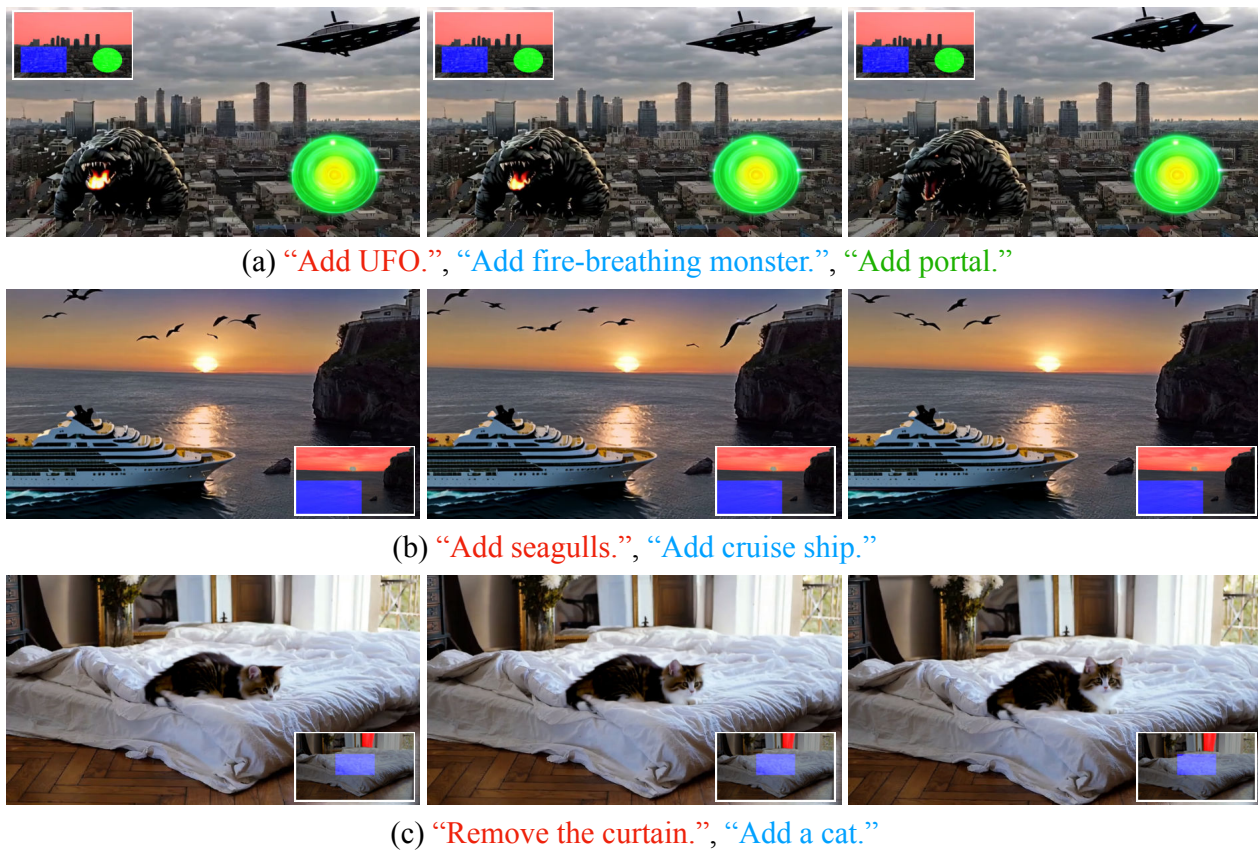 (a) “Add UFO.”, “Add fire-breathing monster.”, “Add portal.”
(b) “Add seagulls.”, “Add cruise ship.”
(c) “Remove the curtain.”, “Add a cat.”